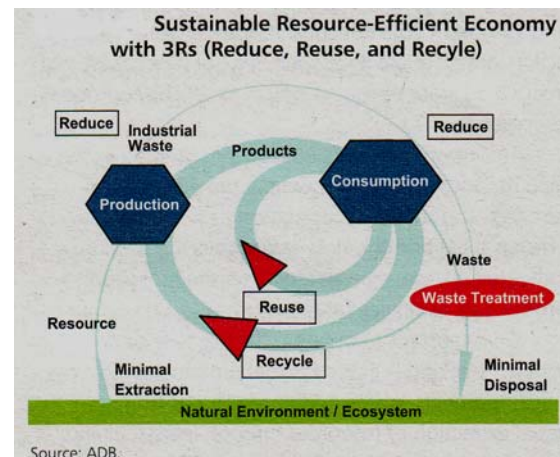 Sustainable Resource-Efficient Economy
with 3Rs (Reduce, Reuse, and Recyle)
Reduce
Reduce
Industrial
Waste
Products
Consumption
Production
Waste
Waste Treatment
Reuse
Resource
Recycle
Minimal
Extraction
Minimal
Disposal
Natural Environment / Ecosystem
Source: ADB.